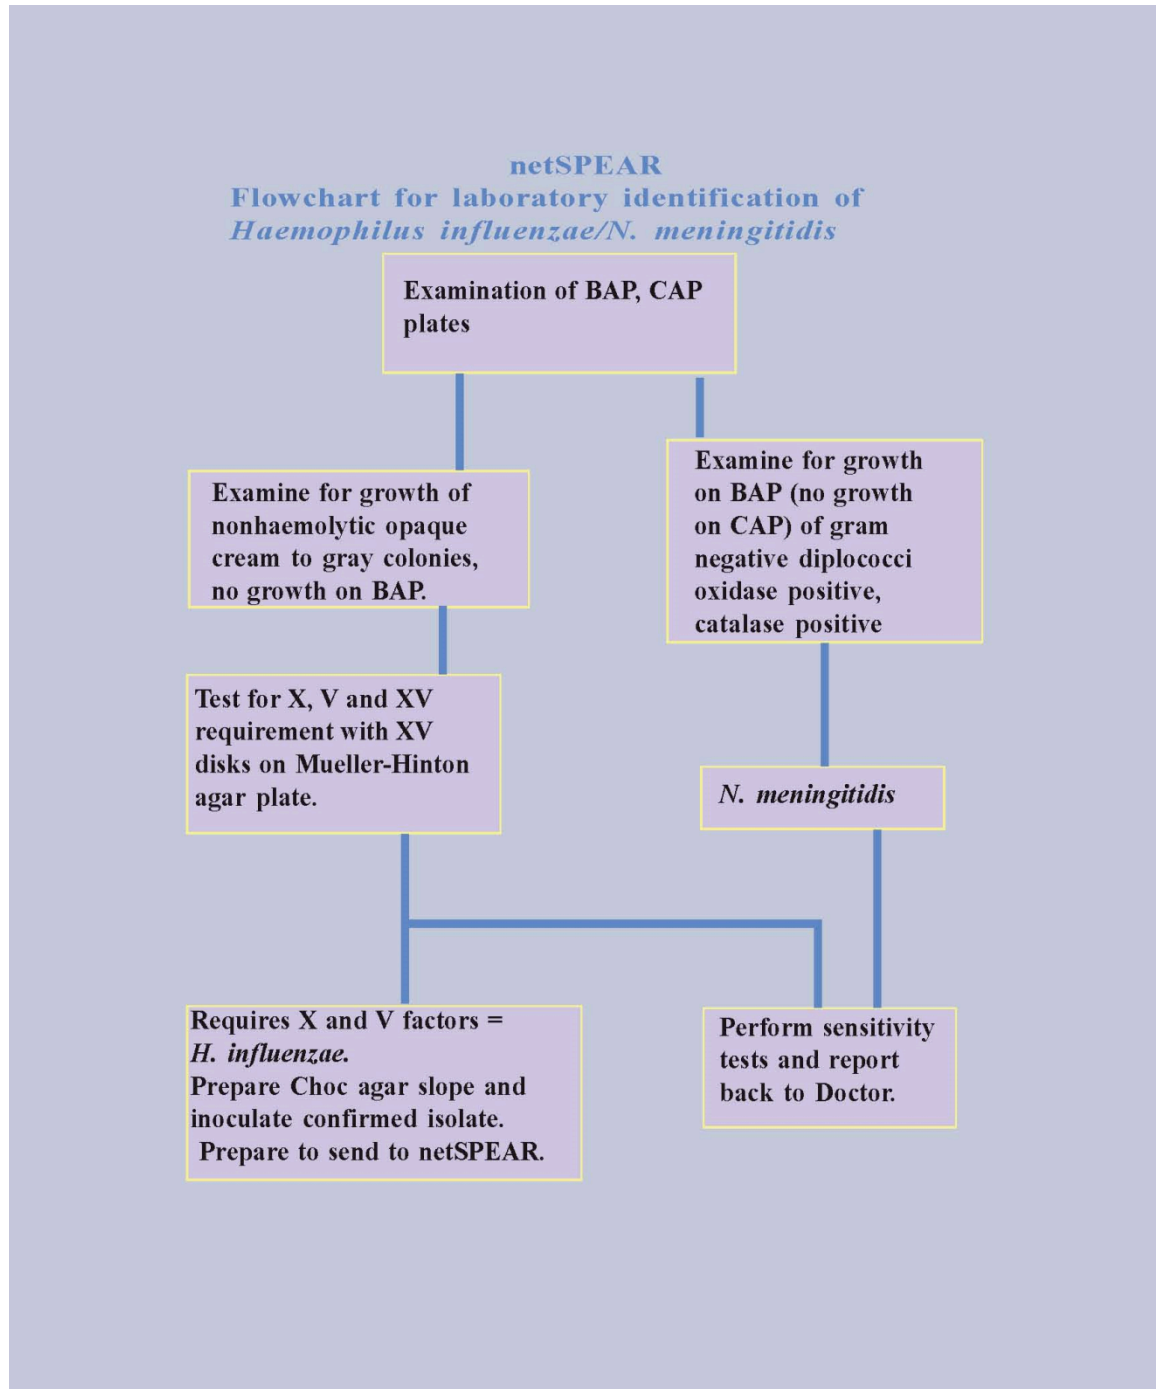 netSPEAR
Flowchart for laboratory identification of
Haemophilus influenzae/N. meningitidis
Examination of BAP, CAP
plates
Examine for growth of
nonhaemolytic opaque
cream to gray colonies,
no growth on BAP.
Examine for growth
on BAP (no growth
on CAP) of gram
negative diplococci
oxidase positive,
catalase positive
Test for X, V and XV
requirement with XV
disks on Mueller-Hinton
agar plate.
N. meningitidis
Requires X and V factors =
H. influenzae.
Prepare Choc agar slope and
inoculate confirmed isolate.
Prepare to send to netSPEAR.
Perform sensitivity
tests and report
back to Doctor.